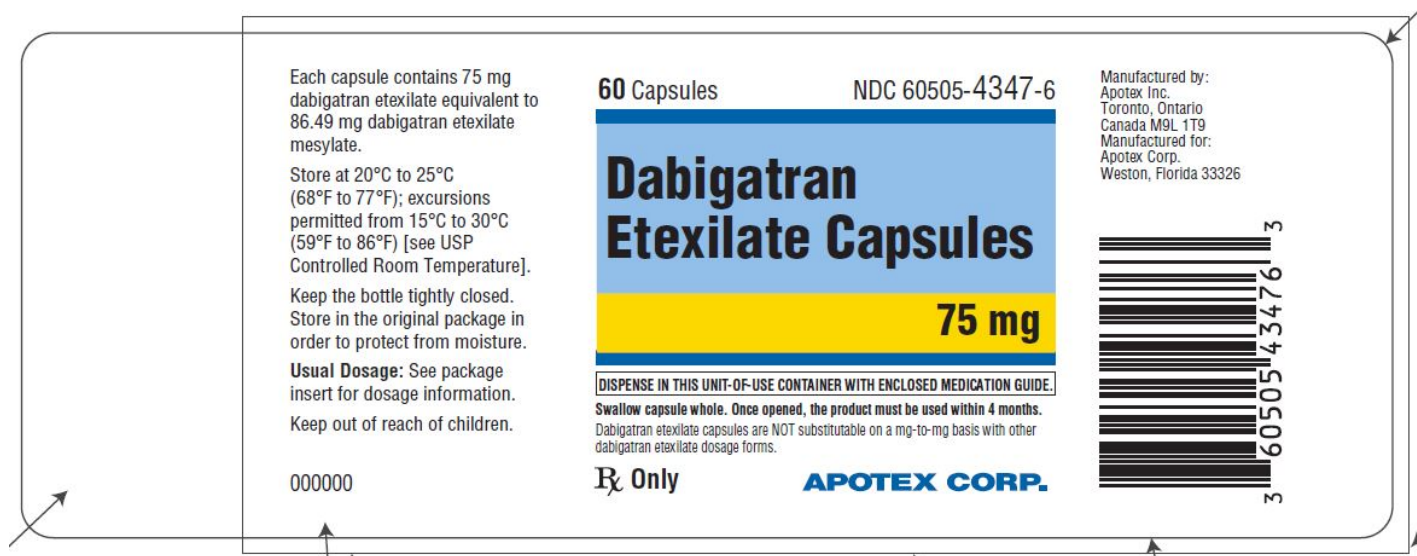 Each capsule contains 75 mg
dabigatran etexilate equivalent to
86.49 mg dabigatran etexilate
mesylate.
Store at 20°C to 25°C
(68°F to 77°F); excursions
permitted from 15°C to 30°C
(59°F to 86°F) [see USP
Controlled Room Temperature].
Keep the bottle tightly closed.
Store in the original package in
order to protect from moisture.
Usual Dosage: See package
insert for dosage information.
Keep out of reach of children.
000000
60 Capsules NDC 60505-4347-6
Dabigatran
Etexilate Capsules
75 mg
DISPENSE IN THIS UNIT-OF-USE CONTAINER WITH ENCLOSED MEDICATION GUIDE.
Swallow capsule whole. Once opened, the product must be used within 4 months.
Dabigatran etexilate capsules are NOT substitutable on a mg-to-mg basis with other
dabigatran etexilate dosage forms.
℞ Only APOTEX CORP.
Manufactured by:
Apotex Inc.
Toronto, Ontario
Canada M9L 1T9
Manufactured for:
Apotex Corp.
Weston, Florida 33326
3 60505 43476 3